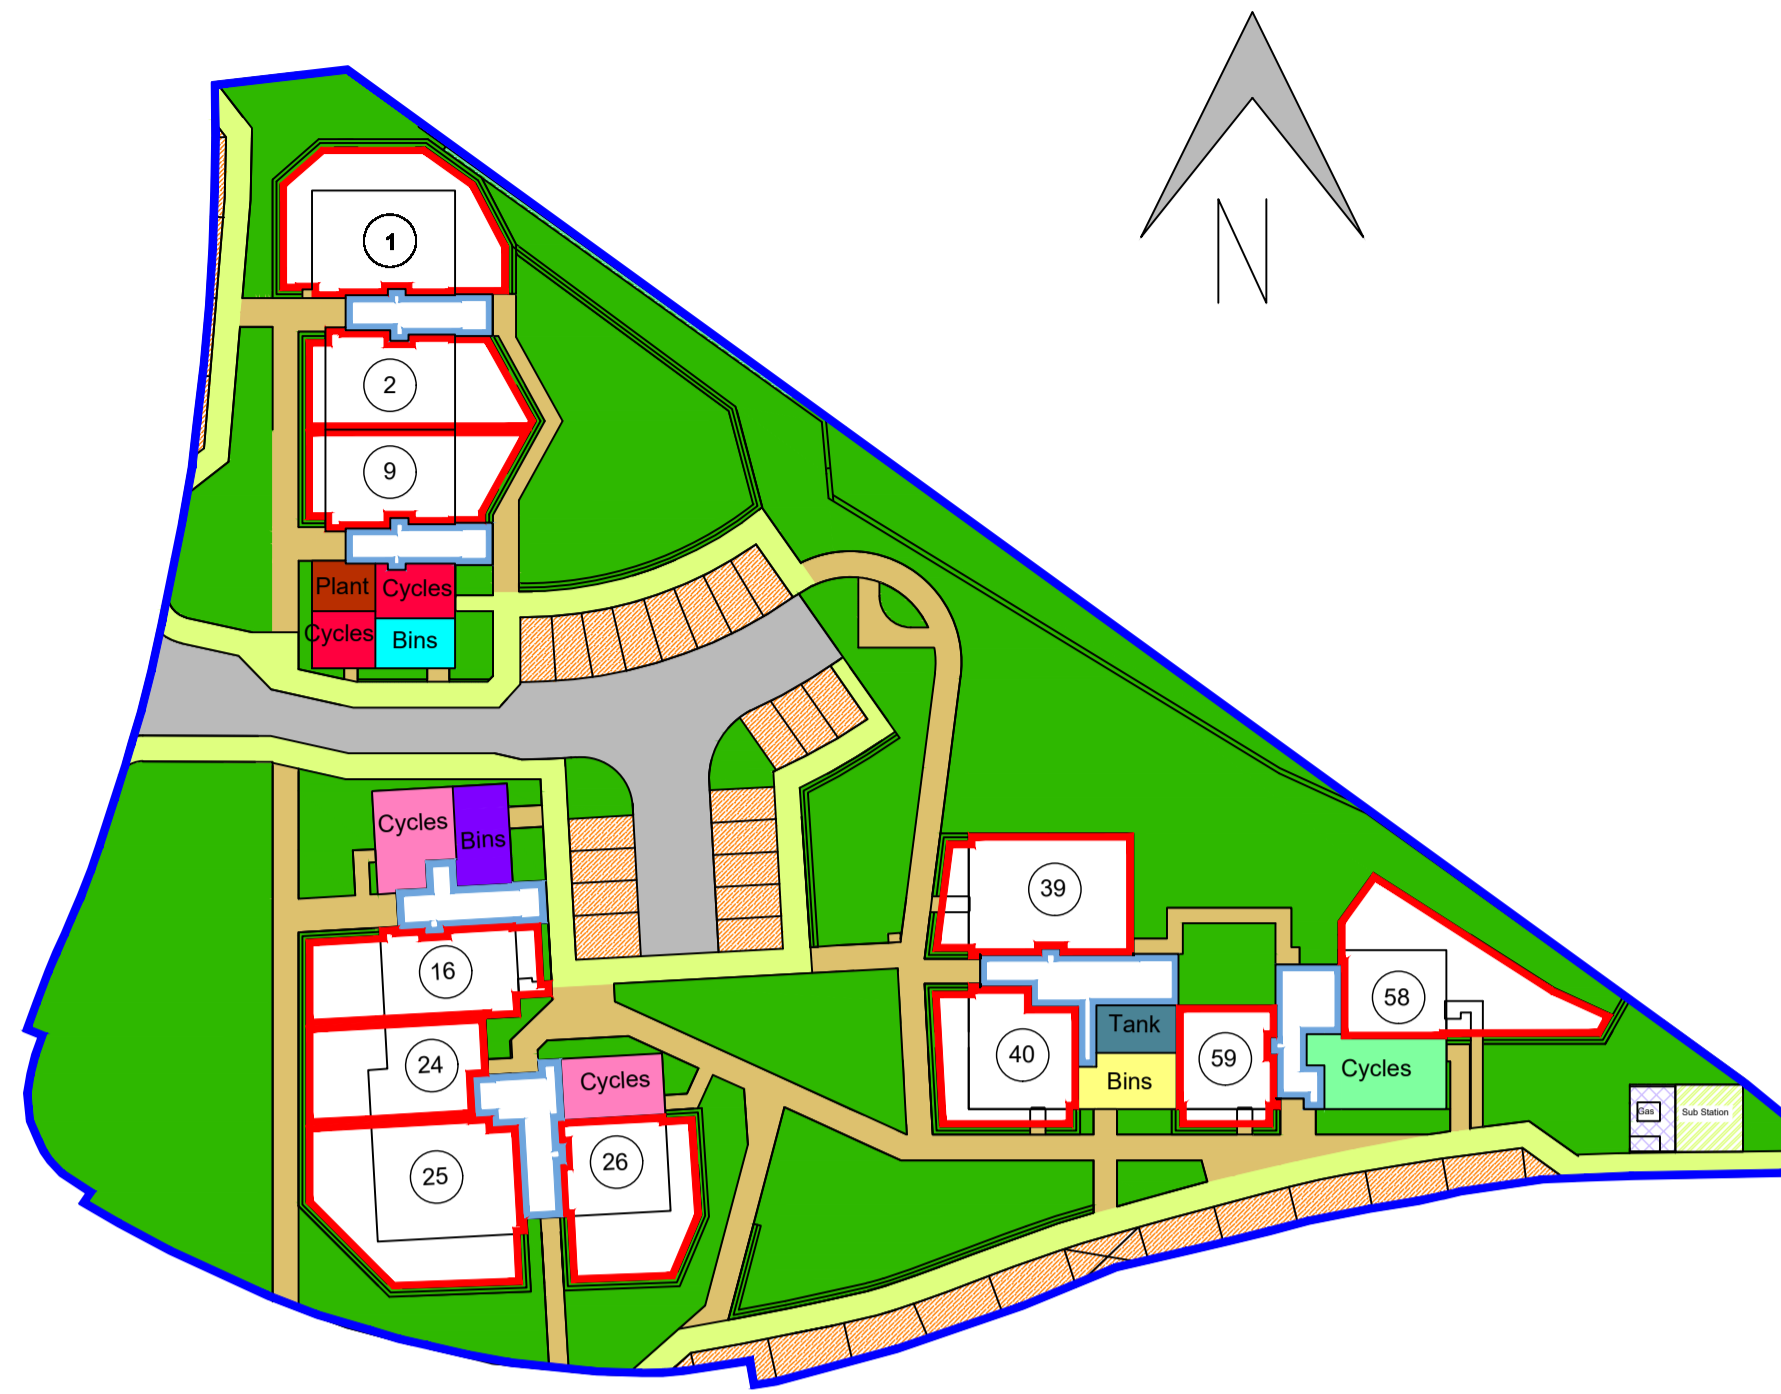 N
1
2
9
Plant
Cycles
Cycles
Bins
Cycles
Bins
16
24
25
Cycles
26
39
40
Tank
Bins
59
58
Cycles
Gas
Sub Station